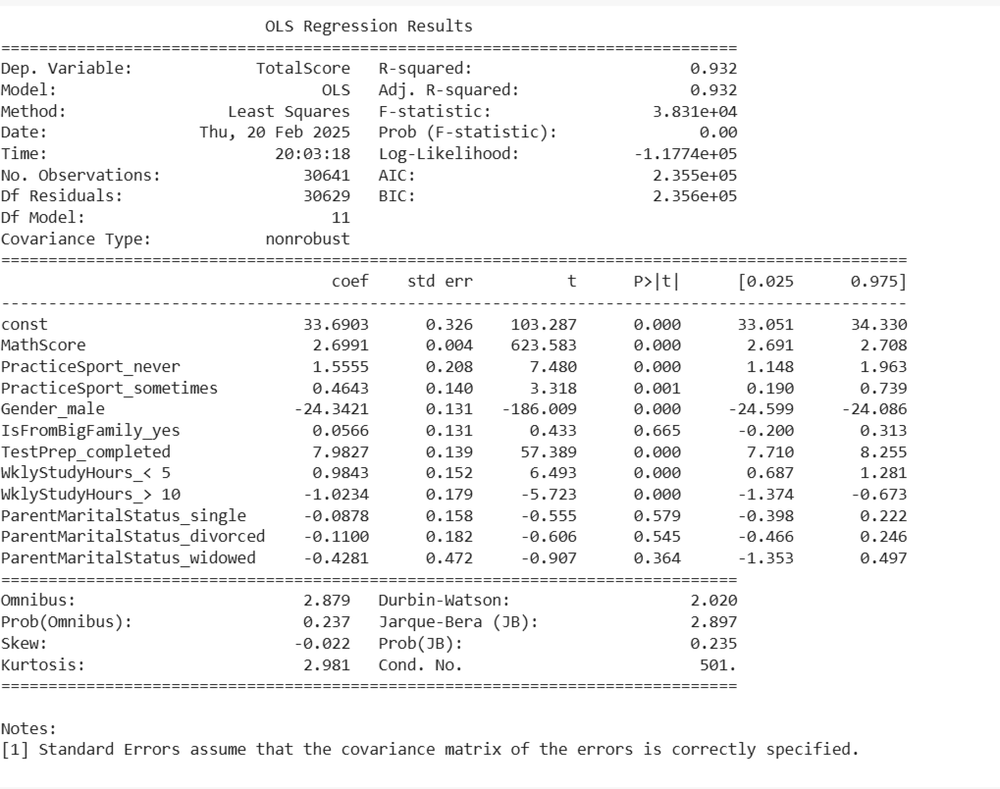 OLS Regression Results
==============================================================================
Dep. Variable:             TotalScore   R-squared:                       0.932
Model:                            OLS   Adj. R-squared:                  0.932
Method:                 Least Squares   F-statistic:                 3.831e+04
Date:                Thu, 20 Feb 2025   Prob (F-statistic):               0.00
Time:                        20:03:18   Log-Likelihood:            -1.1774e+05
No. Observations:               30641   AIC:                         2.355e+05
Df Residuals:                   30629   BIC:                         2.356e+05
Df Model:                          11
Covariance Type:            nonrobust
================================================================================================
                                   coef    std err          t      P>|t|      [0.025      0.975]
------------------------------------------------------------------------------------------------
const                           33.6903      0.326    103.287      0.000      33.051      34.330
MathScore                        2.6991      0.004    623.583      0.000       2.691       2.708
PracticeSport_never              1.5555      0.208      7.480      0.000       1.148       1.963
PracticeSport_sometimes          0.4643      0.140      3.318      0.001       0.190       0.739
Gender_male                    -24.3421      0.131   -186.009      0.000     -24.599     -24.086
IsFromBigFamily_yes              0.0566      0.131      0.433      0.665      -0.200       0.313
TestPrep_completed               7.9827      0.139     57.389      0.000       7.710       8.255
WklyStudyHours_< 5               0.9843      0.152      6.493      0.000       0.687       1.281
WklyStudyHours_> 10             -1.0234      0.179     -5.723      0.000      -1.374      -0.673
ParentMaritalStatus_single      -0.0878      0.158     -0.555      0.579      -0.398       0.222
ParentMaritalStatus_divorced    -0.1100      0.182     -0.606      0.545      -0.466       0.246
ParentMaritalStatus_widowed     -0.4281      0.472     -0.907      0.364      -1.353       0.497
==============================================================================
Omnibus:                        2.879   Durbin-Watson:                   2.020
Prob(Omnibus):                  0.237   Jarque-Bera (JB):                2.897
Skew:                          -0.022   Prob(JB):                        0.235
Kurtosis:                       2.981   Cond. No.                         501.
==============================================================================
Notes:
[1] Standard Errors assume that the covariance matrix of the errors is correctly specified.